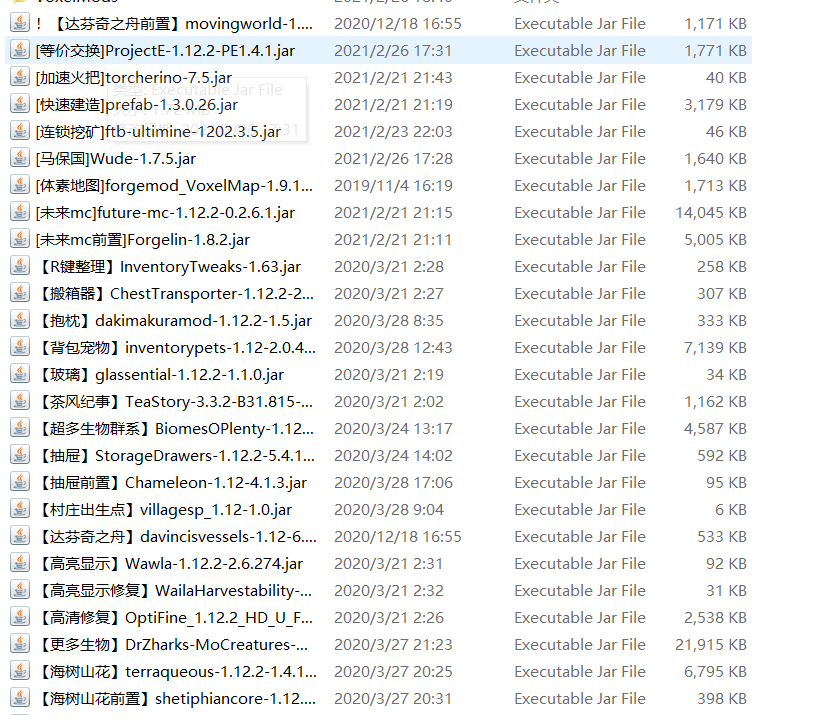 ！【达芬奇之舟前置】movingworld-1.... 2020/12/18 16:55 Executable Jar File 1,171 KB
[等价交换]ProjectE-1.12.2-PE1.4.1.jar 2021/2/26 17:31 Executable Jar File 1,771 KB
[加速火把]torcherino-7.5.jar 2021/2/21 21:43 Executable Jar File 40 KB
类型: Executable Jar File
[快速建造]prefab-1.3.0.26.jar 2021/2/21 21:19 Executable Jar File 3,179 KB
大小: 1.72 MB
[连锁挖矿]ftb-ultimine-1202.3.5.jar 2021/2/23 22:03 Executable Jar File 46 KB
[马保国]Wude-1.7.5.jar 2021/2/26 17:28 Executable Jar File 1,640 KB
[体素地图]forgemod_VoxelMap-1.9.1... 2019/11/4 16:19 Executable Jar File 1,713 KB
[未来mc]future-mc-1.12.2-0.2.6.1.jar 2021/2/21 21:15 Executable Jar File 14,045 KB
[未来mc前置]Forgelin-1.8.2.jar 2021/2/21 21:11 Executable Jar File 5,005 KB
【R键整理】InventoryTweaks-1.63.jar 2020/3/21 2:28 Executable Jar File 258 KB
【搬箱器】ChestTransporter-1.12.2-2... 2020/3/21 2:27 Executable Jar File 307 KB
【抱枕】dakimakuramod-1.12.2-1.5.jar 2020/3/28 8:35 Executable Jar File 333 KB
【背包宠物】inventorypets-1.12-2.0.4... 2020/3/28 12:43 Executable Jar File 7,139 KB
【玻璃】glassential-1.12.2-1.1.0.jar 2020/3/21 2:19 Executable Jar File 34 KB
【茶风纪事】TeaStory-3.3.2-B31.815-... 2020/3/21 2:02 Executable Jar File 1,162 KB
【超多生物群系】BiomesOPlenty-1.12... 2020/3/24 13:17 Executable Jar File 4,587 KB
【抽屉】StorageDrawers-1.12.2-5.4.1... 2020/3/24 14:02 Executable Jar File 592 KB
【抽屉前置】Chameleon-1.12-4.1.3.jar 2020/3/28 17:06 Executable Jar File 95 KB
【村庄出生点】villagesp_1.12-1.0.jar 2020/3/28 9:04 Executable Jar File 6 KB
【达芬奇之舟】davincisvessels-1.12-6.... 2020/12/18 16:55 Executable Jar File 533 KB
【高亮显示】Wawla-1.12.2-2.6.274.jar 2020/3/21 2:31 Executable Jar File 92 KB
【高亮显示修复】WailaHarvestability-... 2020/3/21 2:32 Executable Jar File 31 KB
【高清修复】OptiFine_1.12.2_HD_U_F... 2020/3/21 2:26 Executable Jar File 2,538 KB
【更多生物】DrZharks-MoCreatures-... 2020/3/27 21:23 Executable Jar File 21,915 KB
【海树山花】terraqueous-1.12.2-1.4.1... 2020/3/27 20:25 Executable Jar File 6,795 KB
【海树山花前置】shetiphiancore-1.12.... 2020/3/27 20:31 Executable Jar File 398 KB